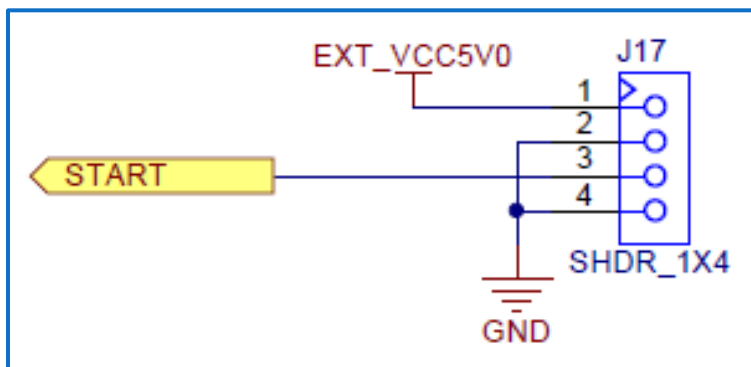 EXT_VCC5V0
J17
1
2
START
3
4
SHDR_1X4
GND